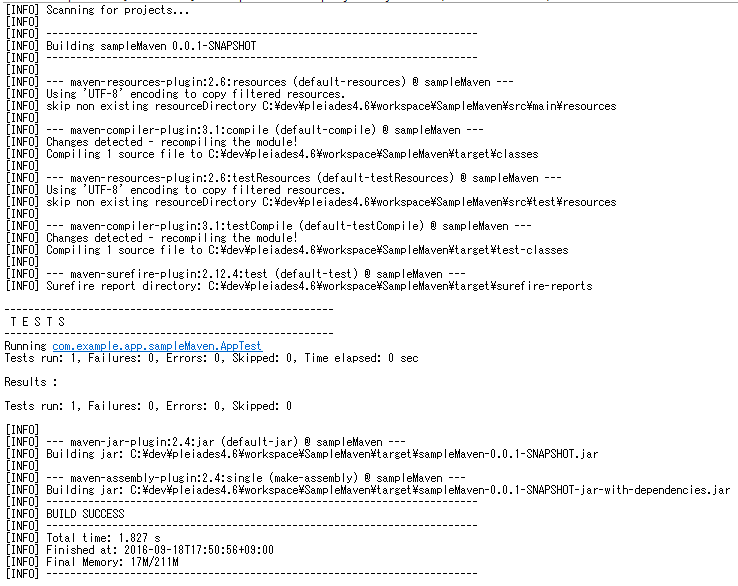 [INFO] Scanning for projects...
[INFO]
[INFO] ------------------------------------------------------------------------
[INFO] Building sampleMaven 0.0.1-SNAPSHOT
[INFO] ------------------------------------------------------------------------
[INFO]
[INFO] --- maven-resources-plugin:2.6:resources (default-resources) @ sampleMaven ---
[INFO] Using 'UTF-8' encoding to copy filtered resources.
[INFO] skip non existing resourceDirectory C:¥dev¥pleiades4.6¥workspace¥SampleMaven¥src¥main¥resources
[INFO]
[INFO] --- maven-compiler-plugin:3.1:compile (default-compile) @ sampleMaven ---
[INFO] Changes detected - recompiling the module!
[INFO] Compiling 1 source file to C:¥dev¥pleiades4.6¥workspace¥SampleMaven¥target¥classes
[INFO]
[INFO] --- maven-resources-plugin:2.6:testResources (default-testResources) @ sampleMaven ---
[INFO] Using 'UTF-8' encoding to copy filtered resources.
[INFO] skip non existing resourceDirectory C:¥dev¥pleiades4.6¥workspace¥SampleMaven¥src¥test¥resources
[INFO]
[INFO] --- maven-compiler-plugin:3.1:testCompile (default-testCompile) @ sampleMaven ---
[INFO] Changes detected - recompiling the module!
[INFO] Compiling 1 source file to C:¥dev¥pleiades4.6¥workspace¥SampleMaven¥target¥test-classes
[INFO]
[INFO] --- maven-surefire-plugin:2.12.4:test (default-test) @ sampleMaven ---
[INFO] Surefire report directory: C:¥dev¥pleiades4.6¥workspace¥SampleMaven¥target¥surefire-reports

-------------------------------------------------------
 T E S T S
-------------------------------------------------------
Running com.example.app.sampleMaven.AppTest
Tests run: 1, Failures: 0, Errors: 0, Skipped: 0, Time elapsed: 0 sec

Results :

Tests run: 1, Failures: 0, Errors: 0, Skipped: 0

[INFO]
[INFO] --- maven-jar-plugin:2.4:jar (default-jar) @ sampleMaven ---
[INFO] Building jar: C:¥dev¥pleiades4.6¥workspace¥SampleMaven¥target¥sampleMaven-0.0.1-SNAPSHOT.jar
[INFO]
[INFO] --- maven-assembly-plugin:2.4:single (make-assembly) @ sampleMaven ---
[INFO] Building jar: C:¥dev¥pleiades4.6¥workspace¥SampleMaven¥target¥sampleMaven-0.0.1-SNAPSHOT-jar-with-dependencies.jar
[INFO] ------------------------------------------------------------------------
[INFO] BUILD SUCCESS
[INFO] ------------------------------------------------------------------------
[INFO] Total time: 1.827 s
[INFO] Finished at: 2016-09-18T17:50:56+09:00
[INFO] Final Memory: 17M/211M
[INFO] ------------------------------------------------------------------------